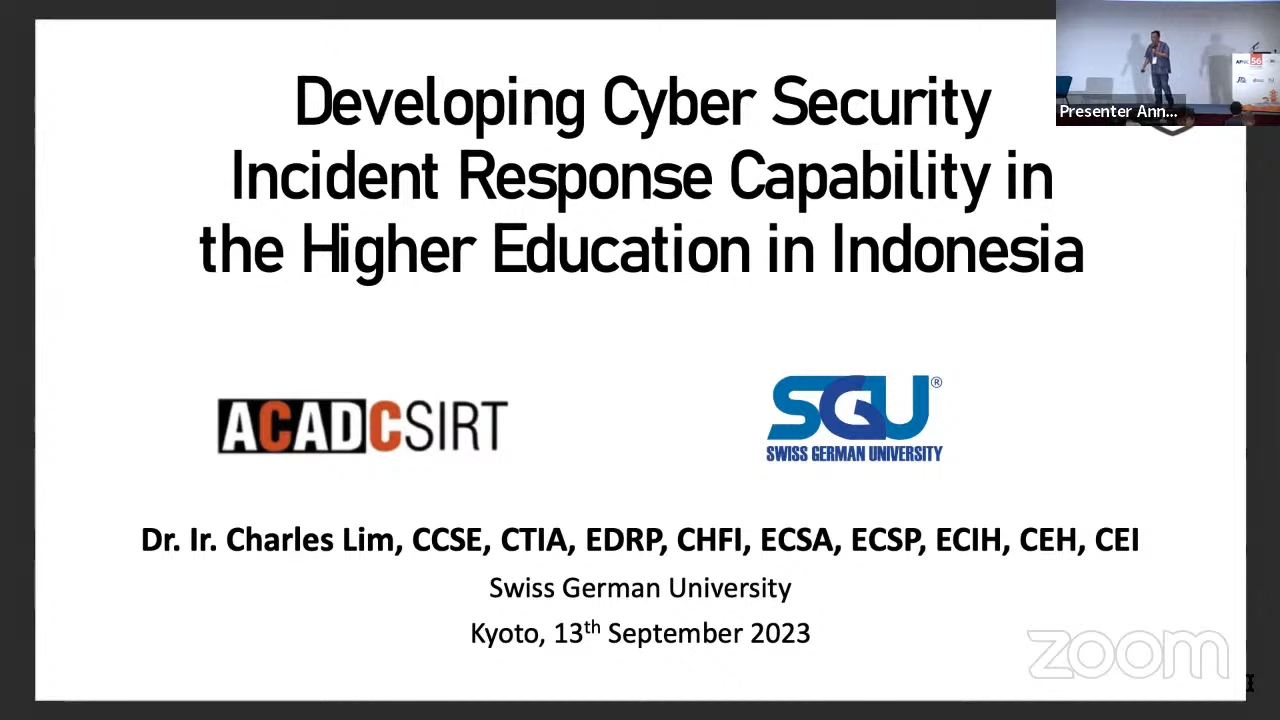 Developing Cyber Security
Incident Response Capability in
the Higher Education in Indonesia
APNIC 56
Presenter Ann...
ACADCSIRT
SGU®
SWISS GERMAN UNIVERSITY
Dr. Ir. Charles Lim, CCSE, CTIA, EDRP, CHFI, ECSA, ECSP, ECIH, CEH, CEI
Swiss German University
Kyoto, 13th September 2023
zoom